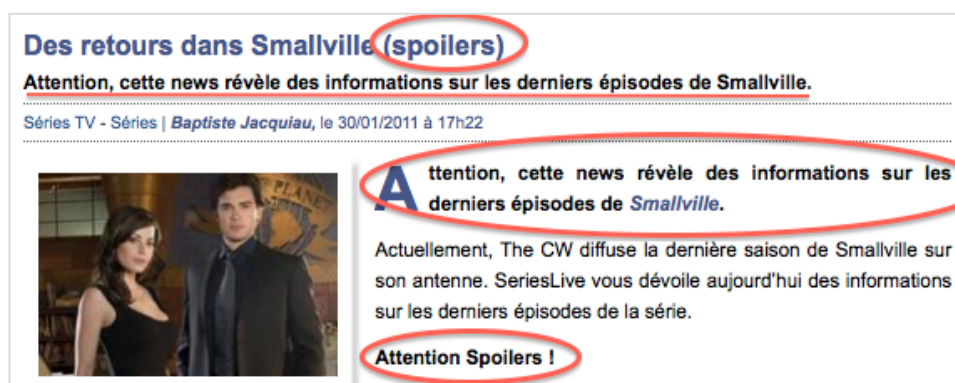 Des retours dans Smallville (spoilers)
Attention, cette news révèle des informations sur les derniers épisodes de Smallville.
Séries TV - Séries | Baptiste Jacquiau, le 30/01/2011 à 17h22
PLANET
Attention, cette news révèle des informations sur les
derniers épisodes de Smallville.
Actuellement, The CW diffuse la dernière saison de Smallville sur
son antenne. SeriesLive vous dévoile aujourd'hui des informations
sur les derniers épisodes de la série.
Attention Spoilers !